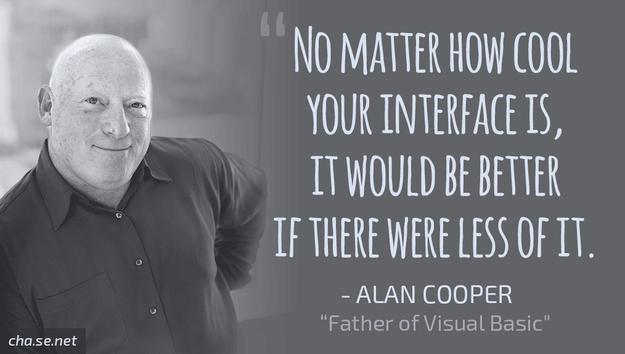 “
No matter how cool
your interface is,
it would be better
if there were less of it.
- ALAN COOPER
“Father of Visual Basic"
cha.se.net